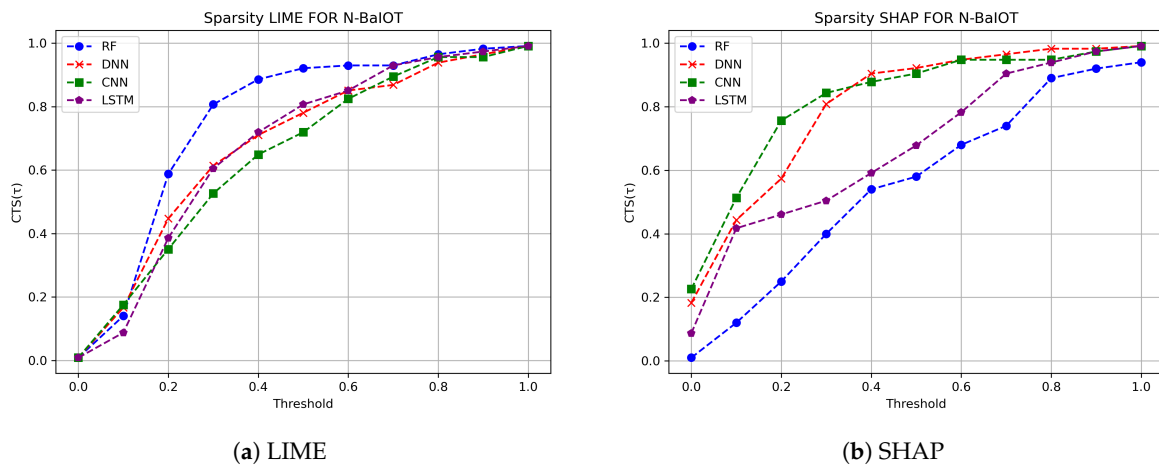 Sparsity LIME FOR N-BaIOT
RF
DNN
CNN
LSTM
CTS(τ)
1.0
0.8
0.6
0.4
0.2
0.0
0.0 0.2 0.4 0.6 0.8 1.0
Threshold
(a) LIME
Sparsity SHAP FOR N-BaIOT
RF
DNN
CNN
LSTM
CTS(τ)
1.0
0.8
0.6
0.4
0.2
0.0
0.0 0.2 0.4 0.6 0.8 1.0
Threshold
(b) SHAP